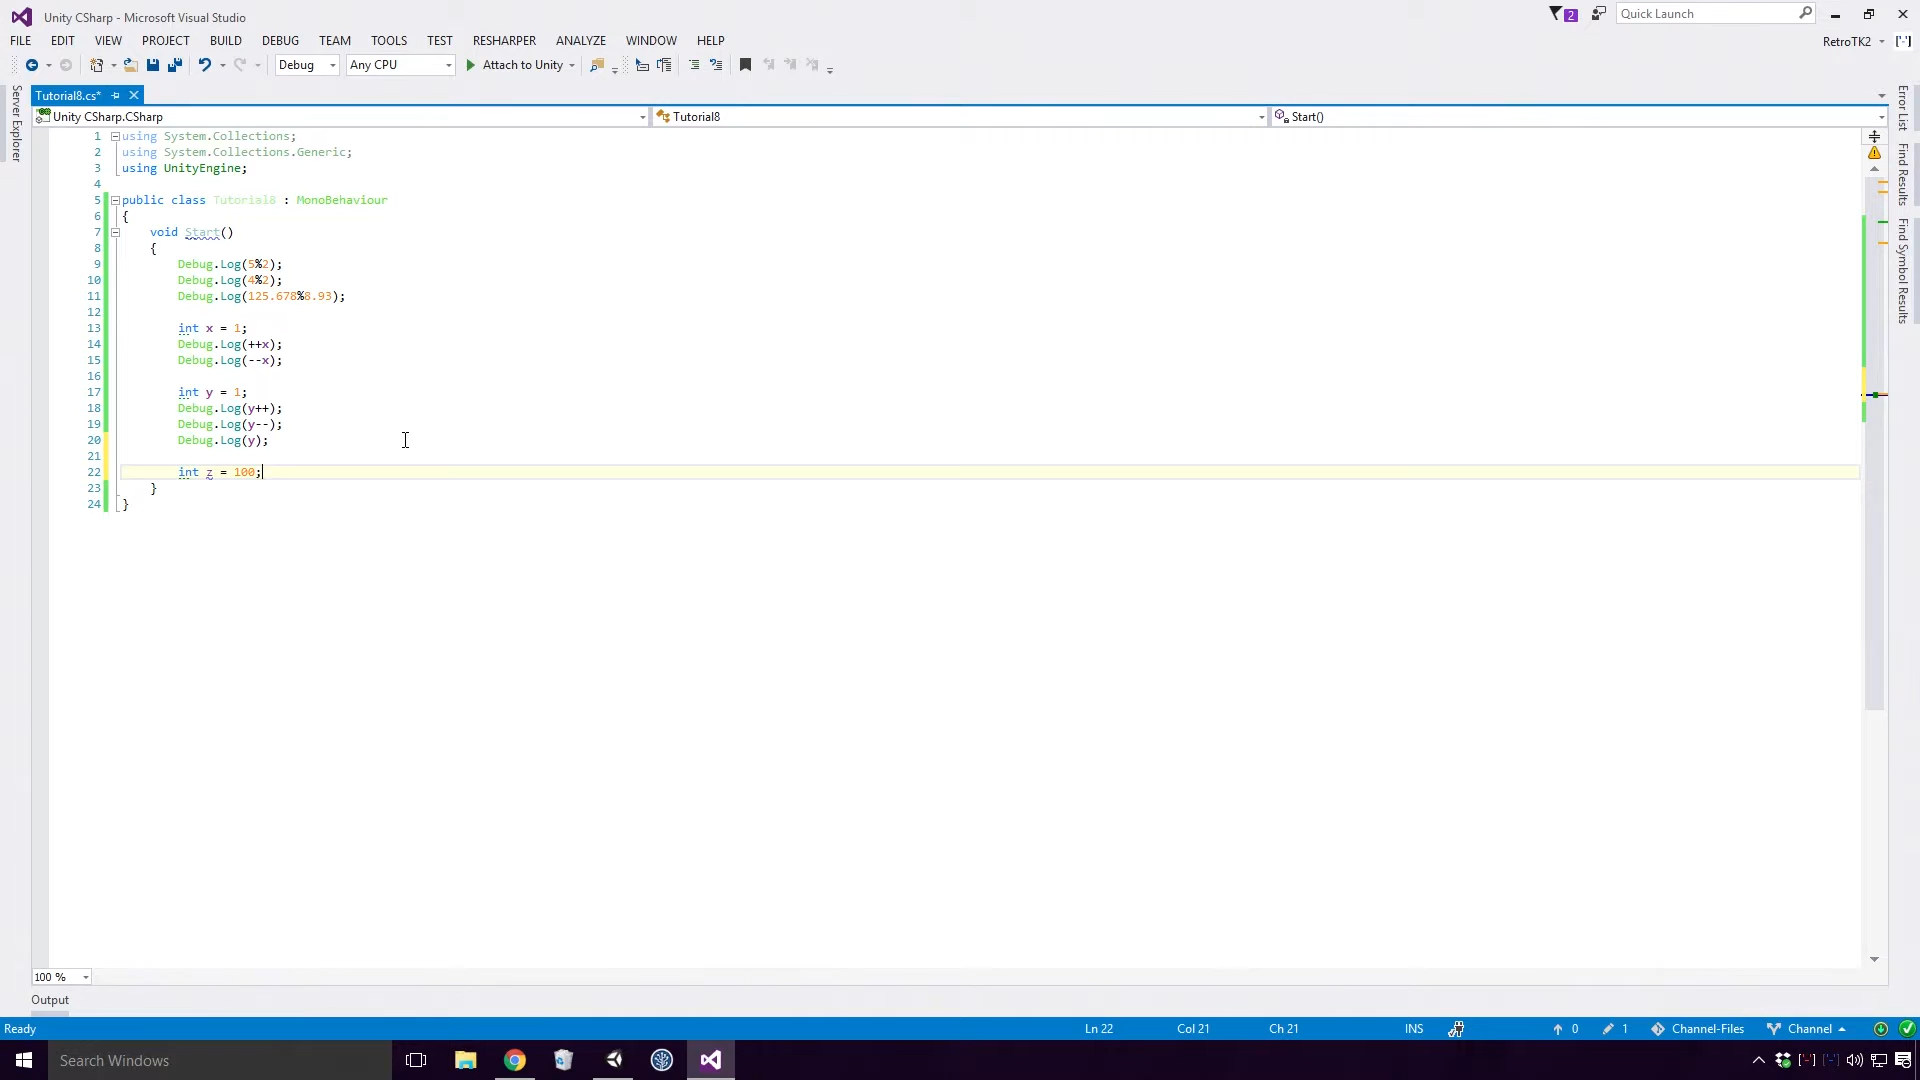 Unity CSharp - Microsoft Visual Studio
2
Quick Launch
FILE EDIT VIEW PROJECT BUILD DEBUG TEAM TOOLS TEST RESHARPER ANALYZE WINDOW HELP
RetroTK2
Debug Any CPU Attach to Unity
Server Explorer
Tutorial8.cs*
Unity CSharp.CSharp Tutorial8 Start()
1 using System.Collections;
2 using System.Collections.Generic;
3 using UnityEngine;
4
5 public class Tutorial8 : MonoBehaviour
6 {
7 void Start()
8 {
9 Debug.Log(5%2);
10 Debug.Log(4%2);
11 Debug.Log(125.678%8.93);
12
13 int x = 1;
14 Debug.Log(++x);
15 Debug.Log(--x);
16
17 int y = 1;
18 Debug.Log(y++);
19 Debug.Log(y--);
20 Debug.Log(y);
21
22 int z = 100;
23 }
24 }
Error List
Find Results
Find Symbol Results
100 %
Output
Ready Ln 22 Col 21 Ch 21 INS 0 1 Channel-Files Channel
Search Windows